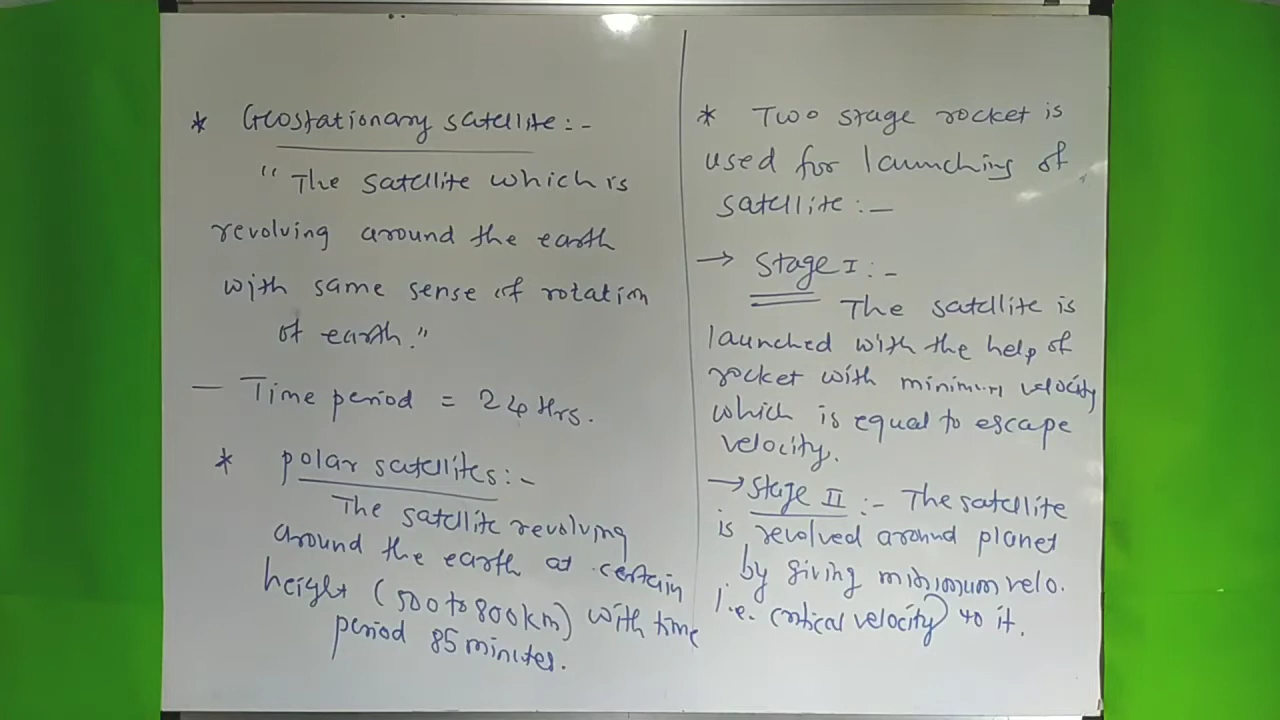 * Geostationary satellite:-
"The satellite which is
revolving around the earth
with same sense of rotation
of earth."
- Time period = 24 Hrs.
* polar satellites:-
The satellite revolving
around the earth at certain
height (500 to 800km) with time
period 85 minutes.
* Two stage rocket is
used for launching of
satellite:-
→ Stage I:-
The satellite is
launched with the help of
rocket with minimum velocity
which is equal to escape
velocity.
→ Stage II :- The satellite
is revolved around planet
by giving minimum velo.
i.e. critical velocity to it.